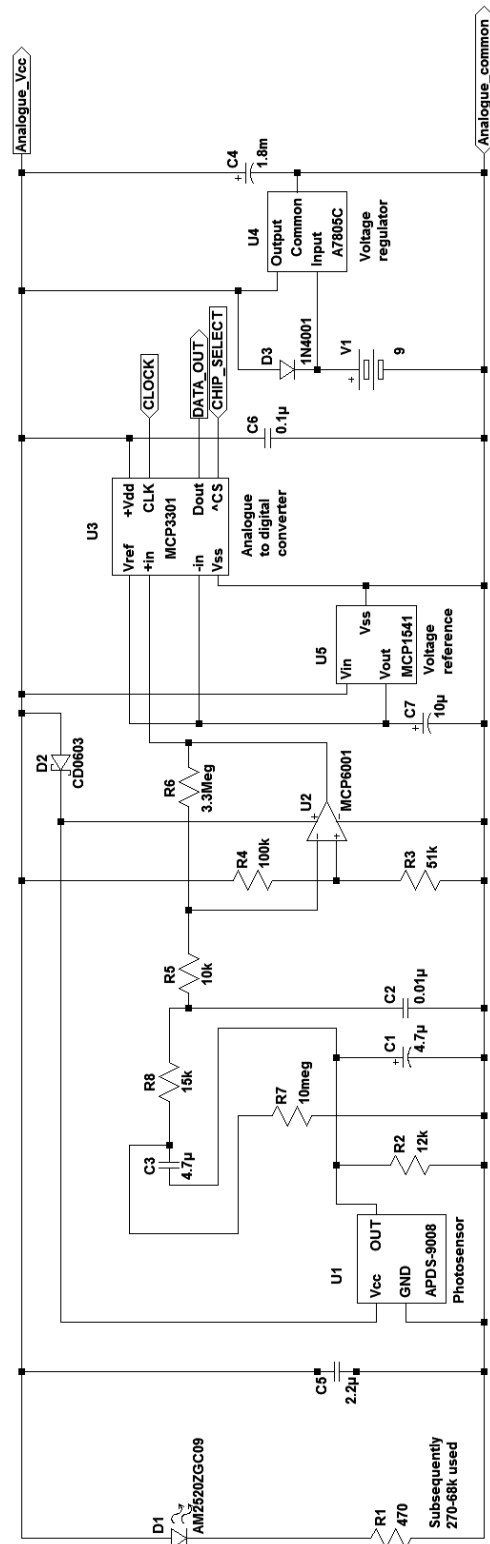 Analogue_Vcc
Analogue_common
D1
AM2520ZGC09
R1
470
Subsequently
270-68k used
C5
2.2µ
U1
Vcc
OUT
GND
APDS-9008
Photosensor
R2
12k
C1
4.7µ
C2
0.01µ
C3
4.7µ
R7
10meg
R8
15k
R5
10k
R4
100k
R3
51k
R6
3.3Meg
U2
MCP6001
D2
CD0603
C7
10µ
U5
Vin
Vss
Vout
MCP1541
Voltage
reference
U3
Vref
+Vdd
+in
CLK
MCP3301
-in
Dout
Vss
^CS
Analogue
to digital
converter
CLOCK
DATA_OUT
CHIP_SELECT
C6
0.1µ
D3
1N4001
V1
9
U4
Output
Common
Input
A7805C
Voltage
regulator
C4
1.8m
+
+
+
+
+
-
-
+